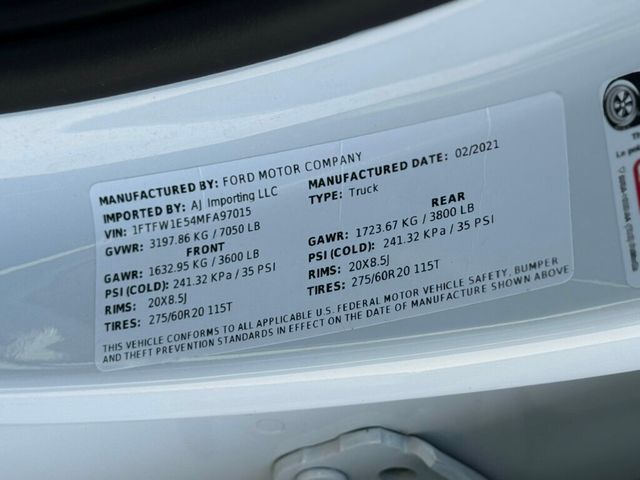 MANUFACTURED BY: FORD MOTOR COMPANY
IMPORTED BY: AJ Importing LLC
VIN: 1FTFW1E54MFA97015
GVWR: 3197.86 KG / 7050 LB
MANUFACTURED DATE: 02/2021
TYPE: Truck
FRONT
GAWR: 1632.95 KG / 3600 LB
PSI (COLD): 241.32 KPA / 35 PSI
RIMS: 20X8.5J
TIRES: 275/60R20 115T
REAR
GAWR: 1723.67 KG / 3800 LB
PSI (COLD): 241.32 KPA / 35 PSI
RIMS: 20X8.5J
TIRES: 275/60R20 115T
THIS VEHICLE CONFORMS TO ALL APPLICABLE U.S. FEDERAL MOTOR VEHICLE SAFETY, BUMPER
AND THEFT PREVENTION STANDARDS IN EFFECT ON THE DATE OF MANUFACTURE SHOWN ABOVE